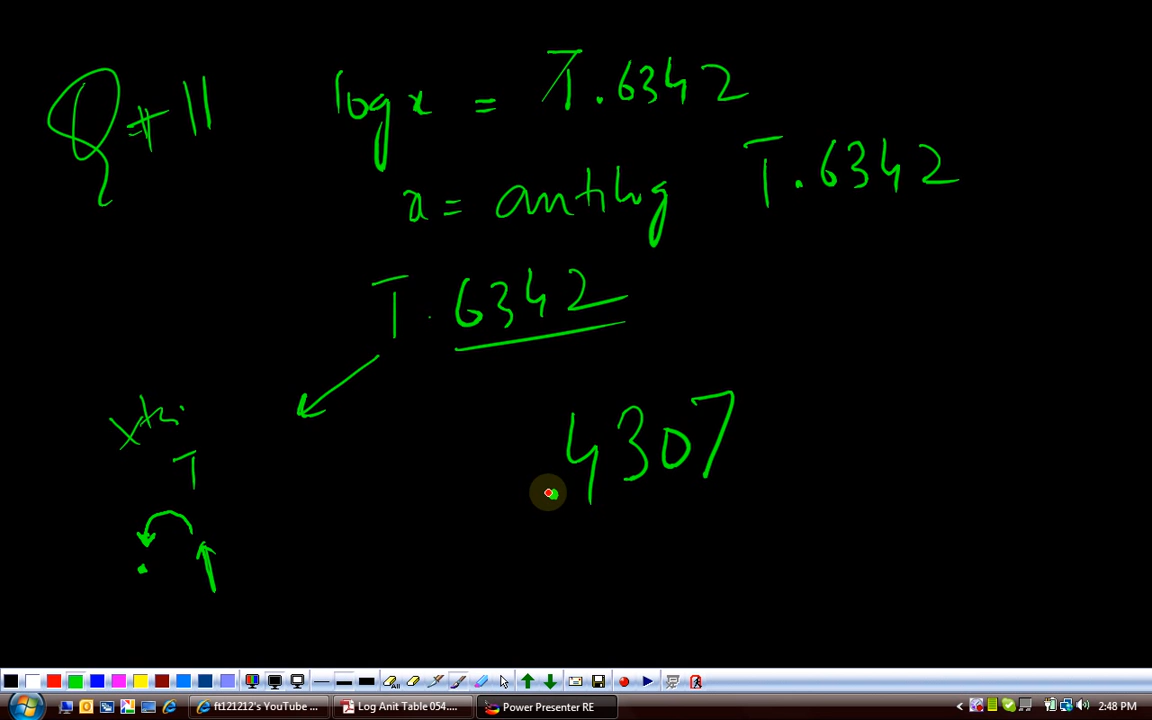 Q#11 log x = 1̅.6342
x = antilog 1̅.6342
1̅.6342
4307
1̅
All
ft121212's YouTube ... Log Anit Table 054.... Power Presenter RE 2:48 PM